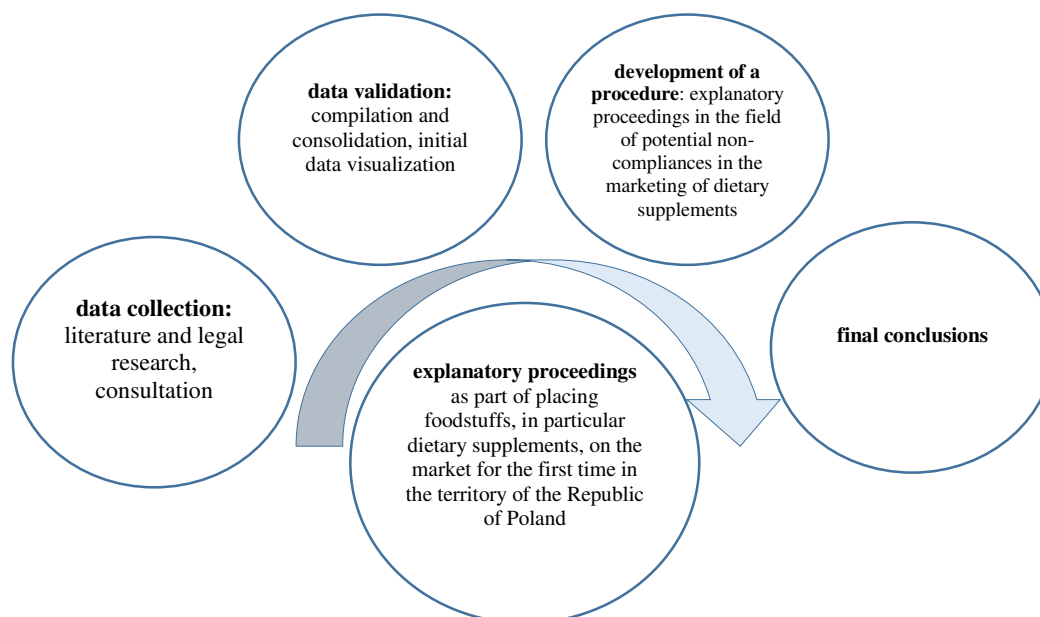 data collection:
literature and legal
research,
consultation
data validation:
compilation and
consolidation, initial
data visualization
development of a
procedure: explanatory
proceedings in the field
of potential non-
compliances in the
marketing of dietary
supplements
final conclusions
explanatory proceedings
as part of placing
foodstuffs, in particular
dietary supplements, on the
market for the first time in
the territory of the Republic
of Poland